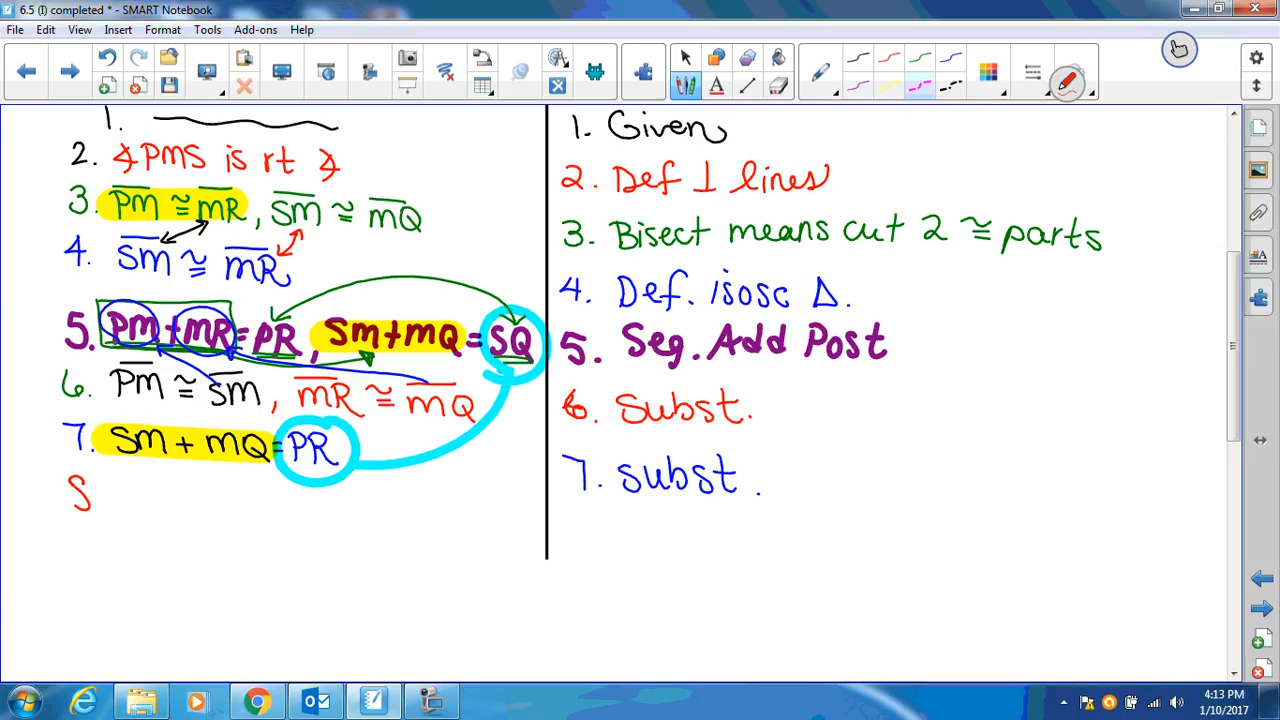 6.5 (I) completed * - SMART Notebook
File Edit View Insert Format Tools Add-ons Help
1.
2. ∢PMS is rt ∢
3. PM ≅ MR, SM ≅ MQ
4. SM ≅ MR
5. PM + MR = PR, SM + MQ = SQ
6. PM ≅ SM, MR ≅ MQ
7. SM + MQ = PR
8
1. Given
2. Def ⊥ lines
3. Bisect means cut 2 ≅ parts
4. Def. isosc Δ.
5. Seg. Add Post
6. Subst.
7. subst.
4:13 PM
1/10/2017